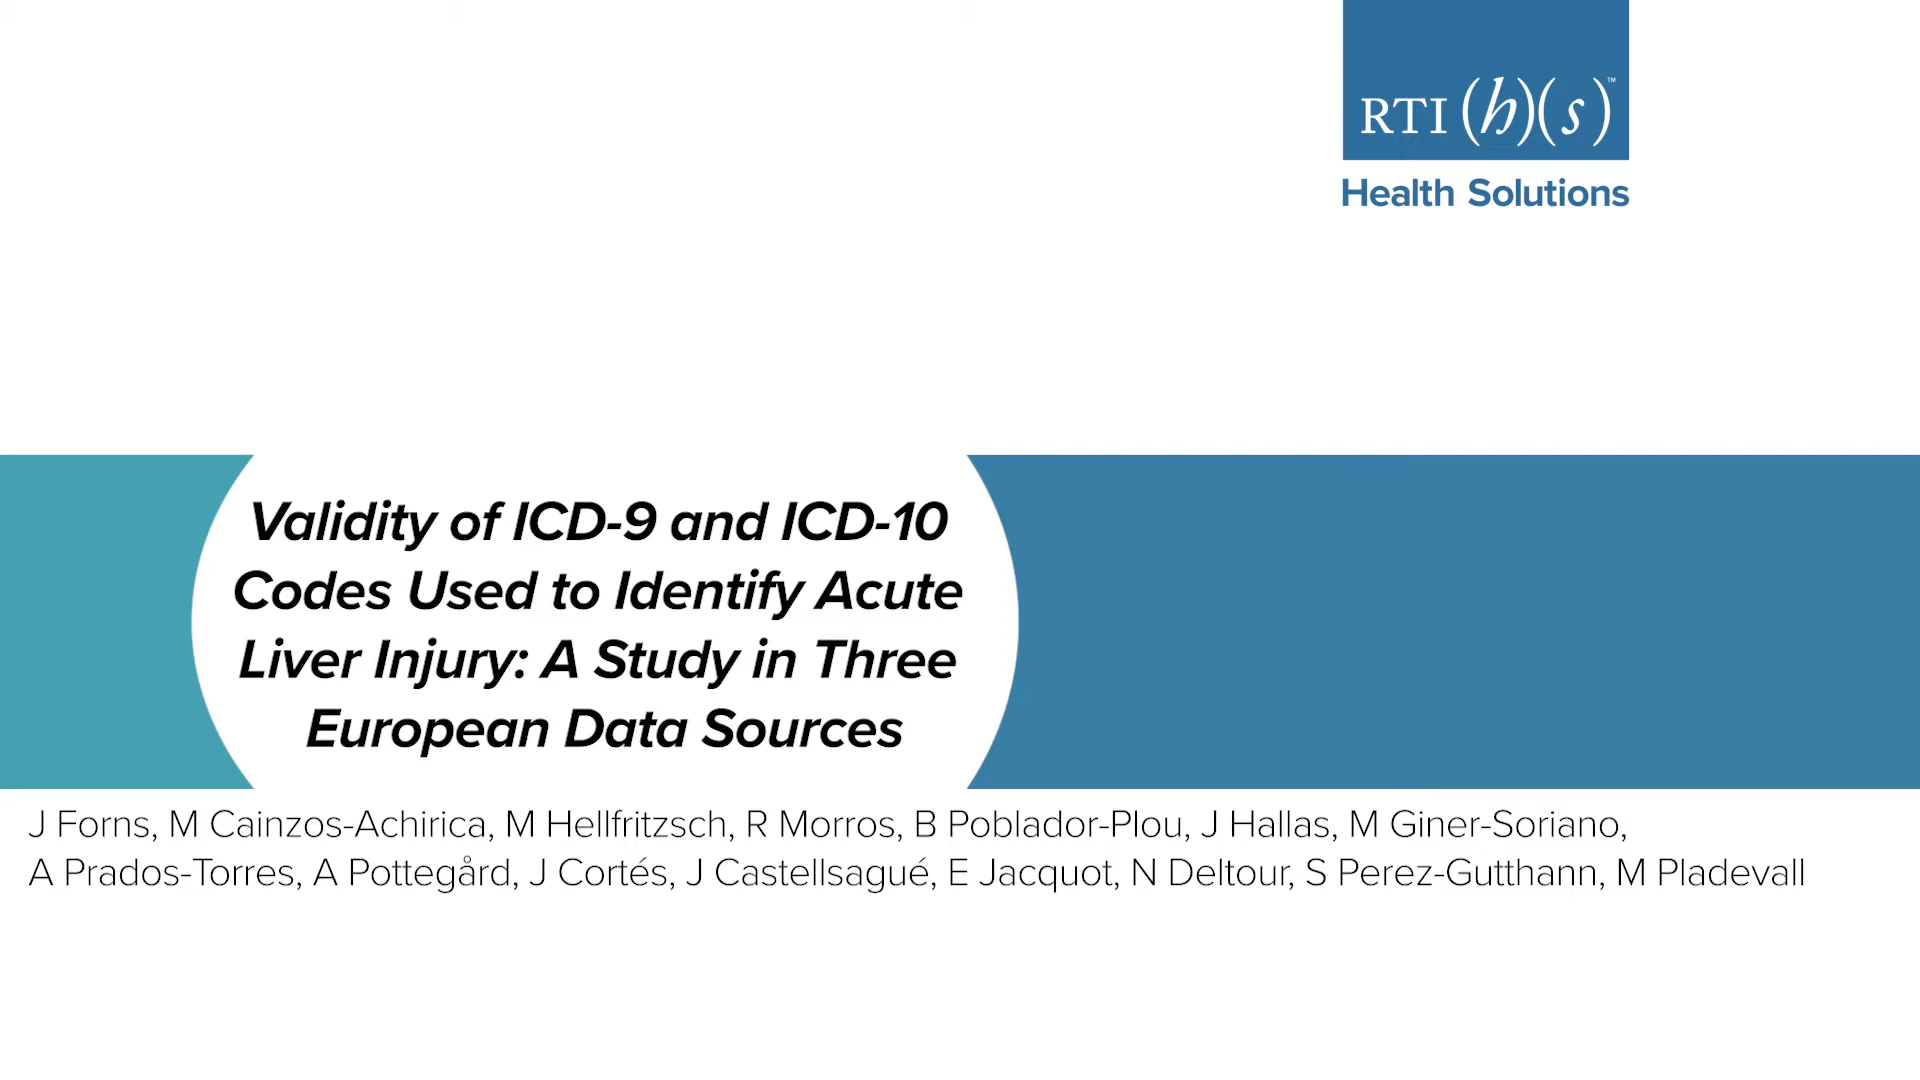 RTI (h)(s)™
Health Solutions
Validity of ICD-9 and ICD-10
Codes Used to Identify Acute
Liver Injury: A Study in Three
European Data Sources
J Forns, M Cainzos-Achirica, M Hellfritzsch, R Morros, B Poblador-Plou, J Hallas, M Giner-Soriano,
A Prados-Torres, A Pottegård, J Cortés, J Castellsagué, E Jacquot, N Deltour, S Perez-Gutthann, M Pladevall